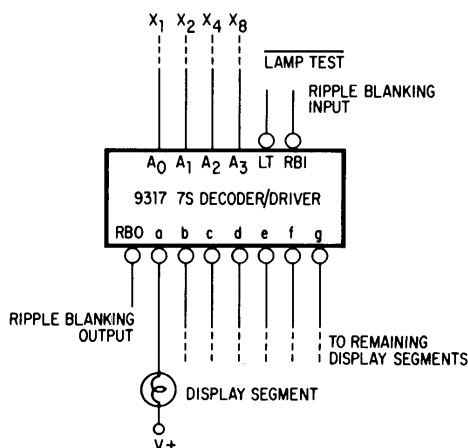 X1 X2 X4 X8
LAMP TEST
RIPPLE BLANKING
INPUT
A0 A1 A2 A3 LT RBI
9317 7S DECODER/DRIVER
RBO a b c d e f g
RIPPLE BLANKING
OUTPUT
TO REMAINING
DISPLAY SEGMENTS
DISPLAY SEGMENT
V+